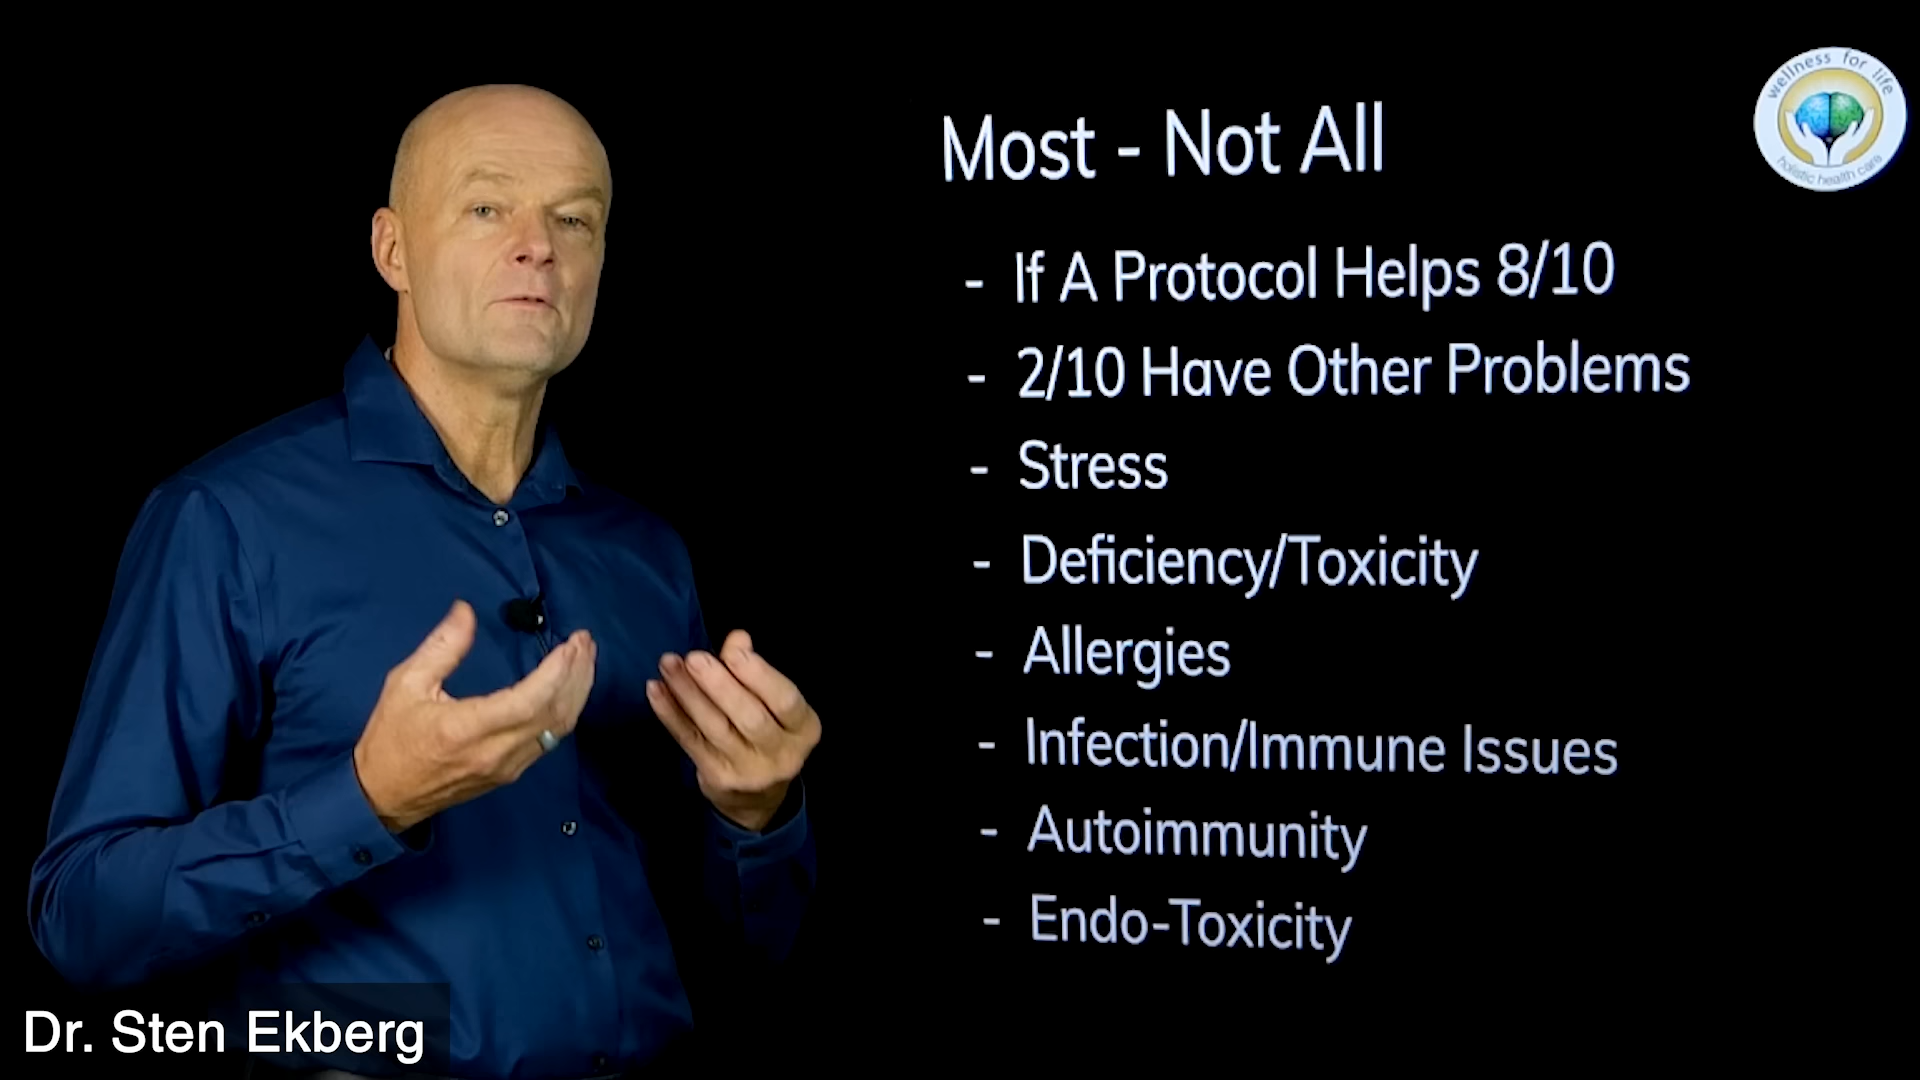 wellness for life
holistic health care
Most - Not All
- If A Protocol Helps 8/10
- 2/10 Have Other Problems
- Stress
- Deficiency/Toxicity
- Allergies
- Infection/Immune Issues
- Autoimmunity
- Endo-Toxicity
Dr. Sten Ekberg